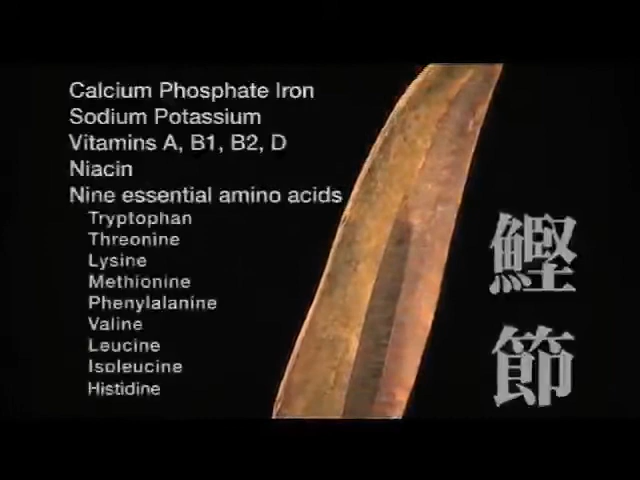 Calcium Phosphate Iron
Sodium Potassium
Vitamins A, B1, B2, D
Niacin
Nine essential amino acids
Tryptophan
Threonine
Lysine
Methionine
Phenylalanine
Valine
Leucine
Isoleucine
Histidine
鰹
節